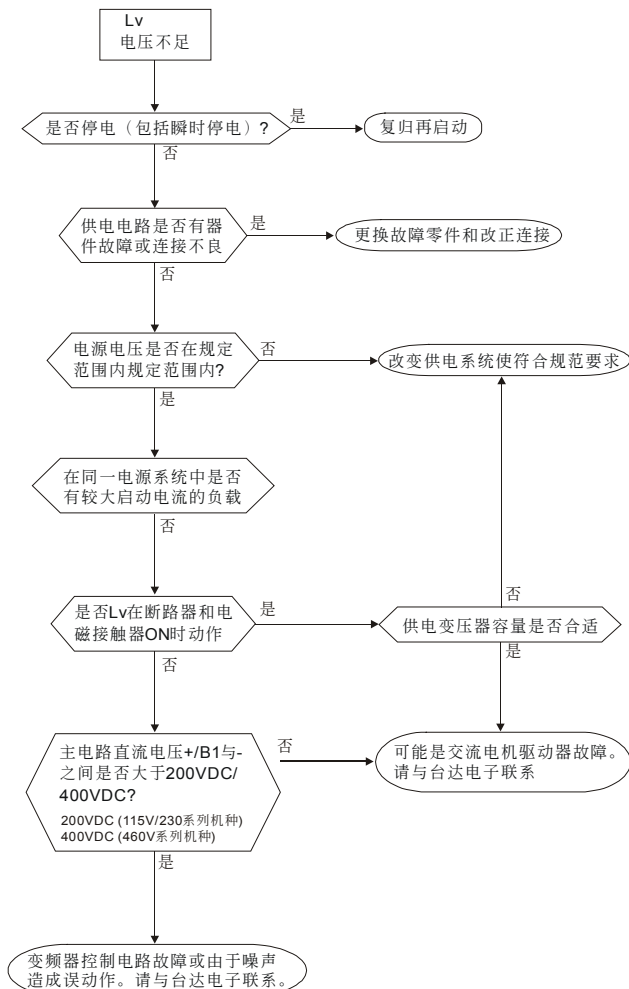 Lv
电压不足
是否停电（包括瞬时停电）?
是
复归再启动
否
供电电路是否有器
件故障或连接不良
是
更换故障零件和改正连接
否
电源电压是否在规定
范围内规定范围内?
否
改变供电系统使符合规范要求
是
在同一电源系统中是否
有较大启动电流的负载
否
是否Lv在断路器和电
磁接触器ON时动作
是
供电变压器容量是否合适
否
否
是
主电路直流电压+/B1与-
之间是否大于200VDC/
400VDC?
200VDC (115V/230系列机种)
400VDC (460V系列机种)
否
可能是交流电机驱动器故障。
请与台达电子联系
是
变频器控制电路故障或由于噪声
造成误动作。请与台达电子联系。